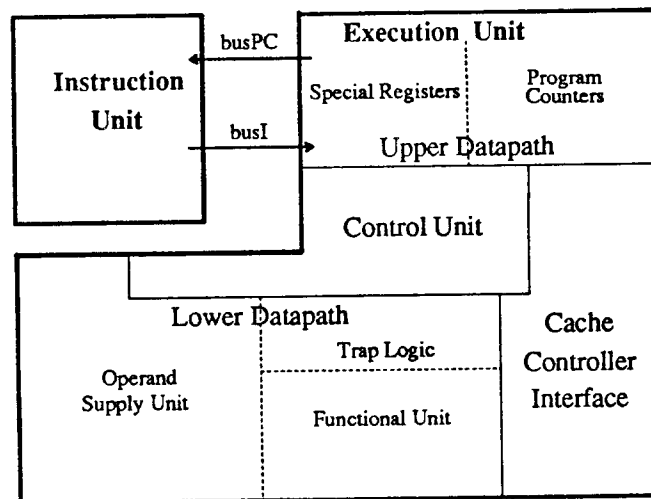 busPC
Execution Unit
Instruction
Unit
Special Registers
Program
Counters
busI
Upper Datapath
Control Unit
Lower Datapath
Trap Logic
Operand
Supply Unit
Functional Unit
Cache
Controller
Interface